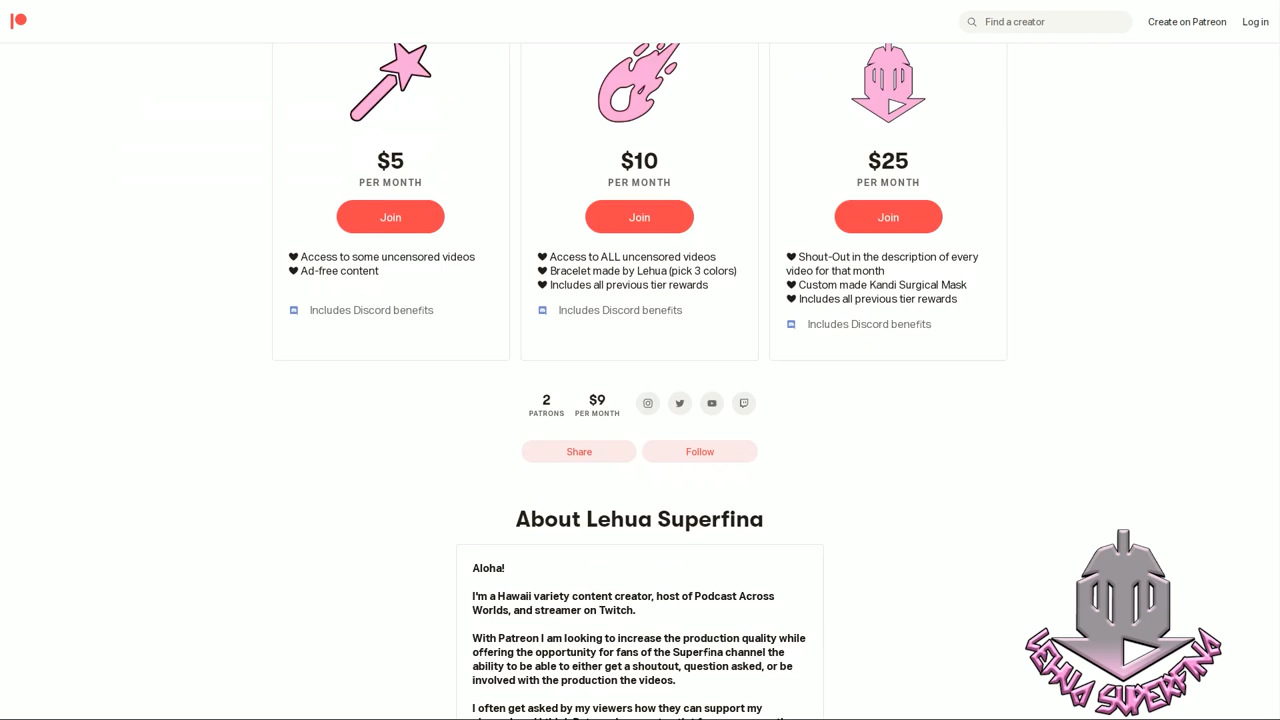 Find a creator
Create on Patreon
Log in
$5
PER MONTH
Join
♥ Access to some uncensored videos
♥ Ad-free content
Includes Discord benefits
$10
PER MONTH
Join
♥ Access to ALL uncensored videos
♥ Bracelet made by Lehua (pick 3 colors)
♥ Includes all previous tier rewards
Includes Discord benefits
$25
PER MONTH
Join
♥ Shout-Out in the description of every
video for that month
♥ Custom made Kandi Surgical Mask
♥ Includes all previous tier rewards
Includes Discord benefits
2
PATRONS
$9
PER MONTH
Share
Follow
About Lehua Superfina
Aloha!
I'm a Hawaii variety content creator, host of Podcast Across
Worlds, and streamer on Twitch.
With Patreon I am looking to increase the production quality while
offering the opportunity for fans of the Superfina channel the
ability to be able to either get a shoutout, question asked, or be
involved with the production the videos.
I often get asked by my viewers how they can support my
LEHUA SUPERFINA